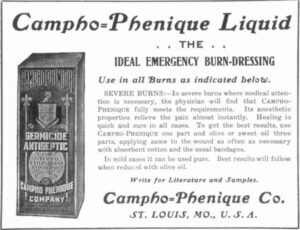 Campho-Phenique Liquid
.. THE ..
IDEAL EMERGENCY BURN-DRESSING
Use in all Burns as indicated below.
SEVERE BURNS:—In severe burns where medical atten-
tion is necessary, the physician will find that CAMPHO-
PHENIQUE fully meets the requirements. Its anesthetic
properties relieve the pain almost instantly. Healing is
quick and sure in all cases. To get the best results, use
CAMPHO-PHENIQUE one part and olive or sweet oil three
parts, applying same to the wound as often as necessary
with absorbent cotton and the usual bandages.
In mild cases it can be used pure. Best results will follow
when reduced with olive oil.
Write for Literature and Samples.
Campho-Phenique Co.
ST. LOUIS, MO., U. S. A.
GERMICIDE
ANTISEPTIC
CAMPHO PHENIQUE
COMPANY